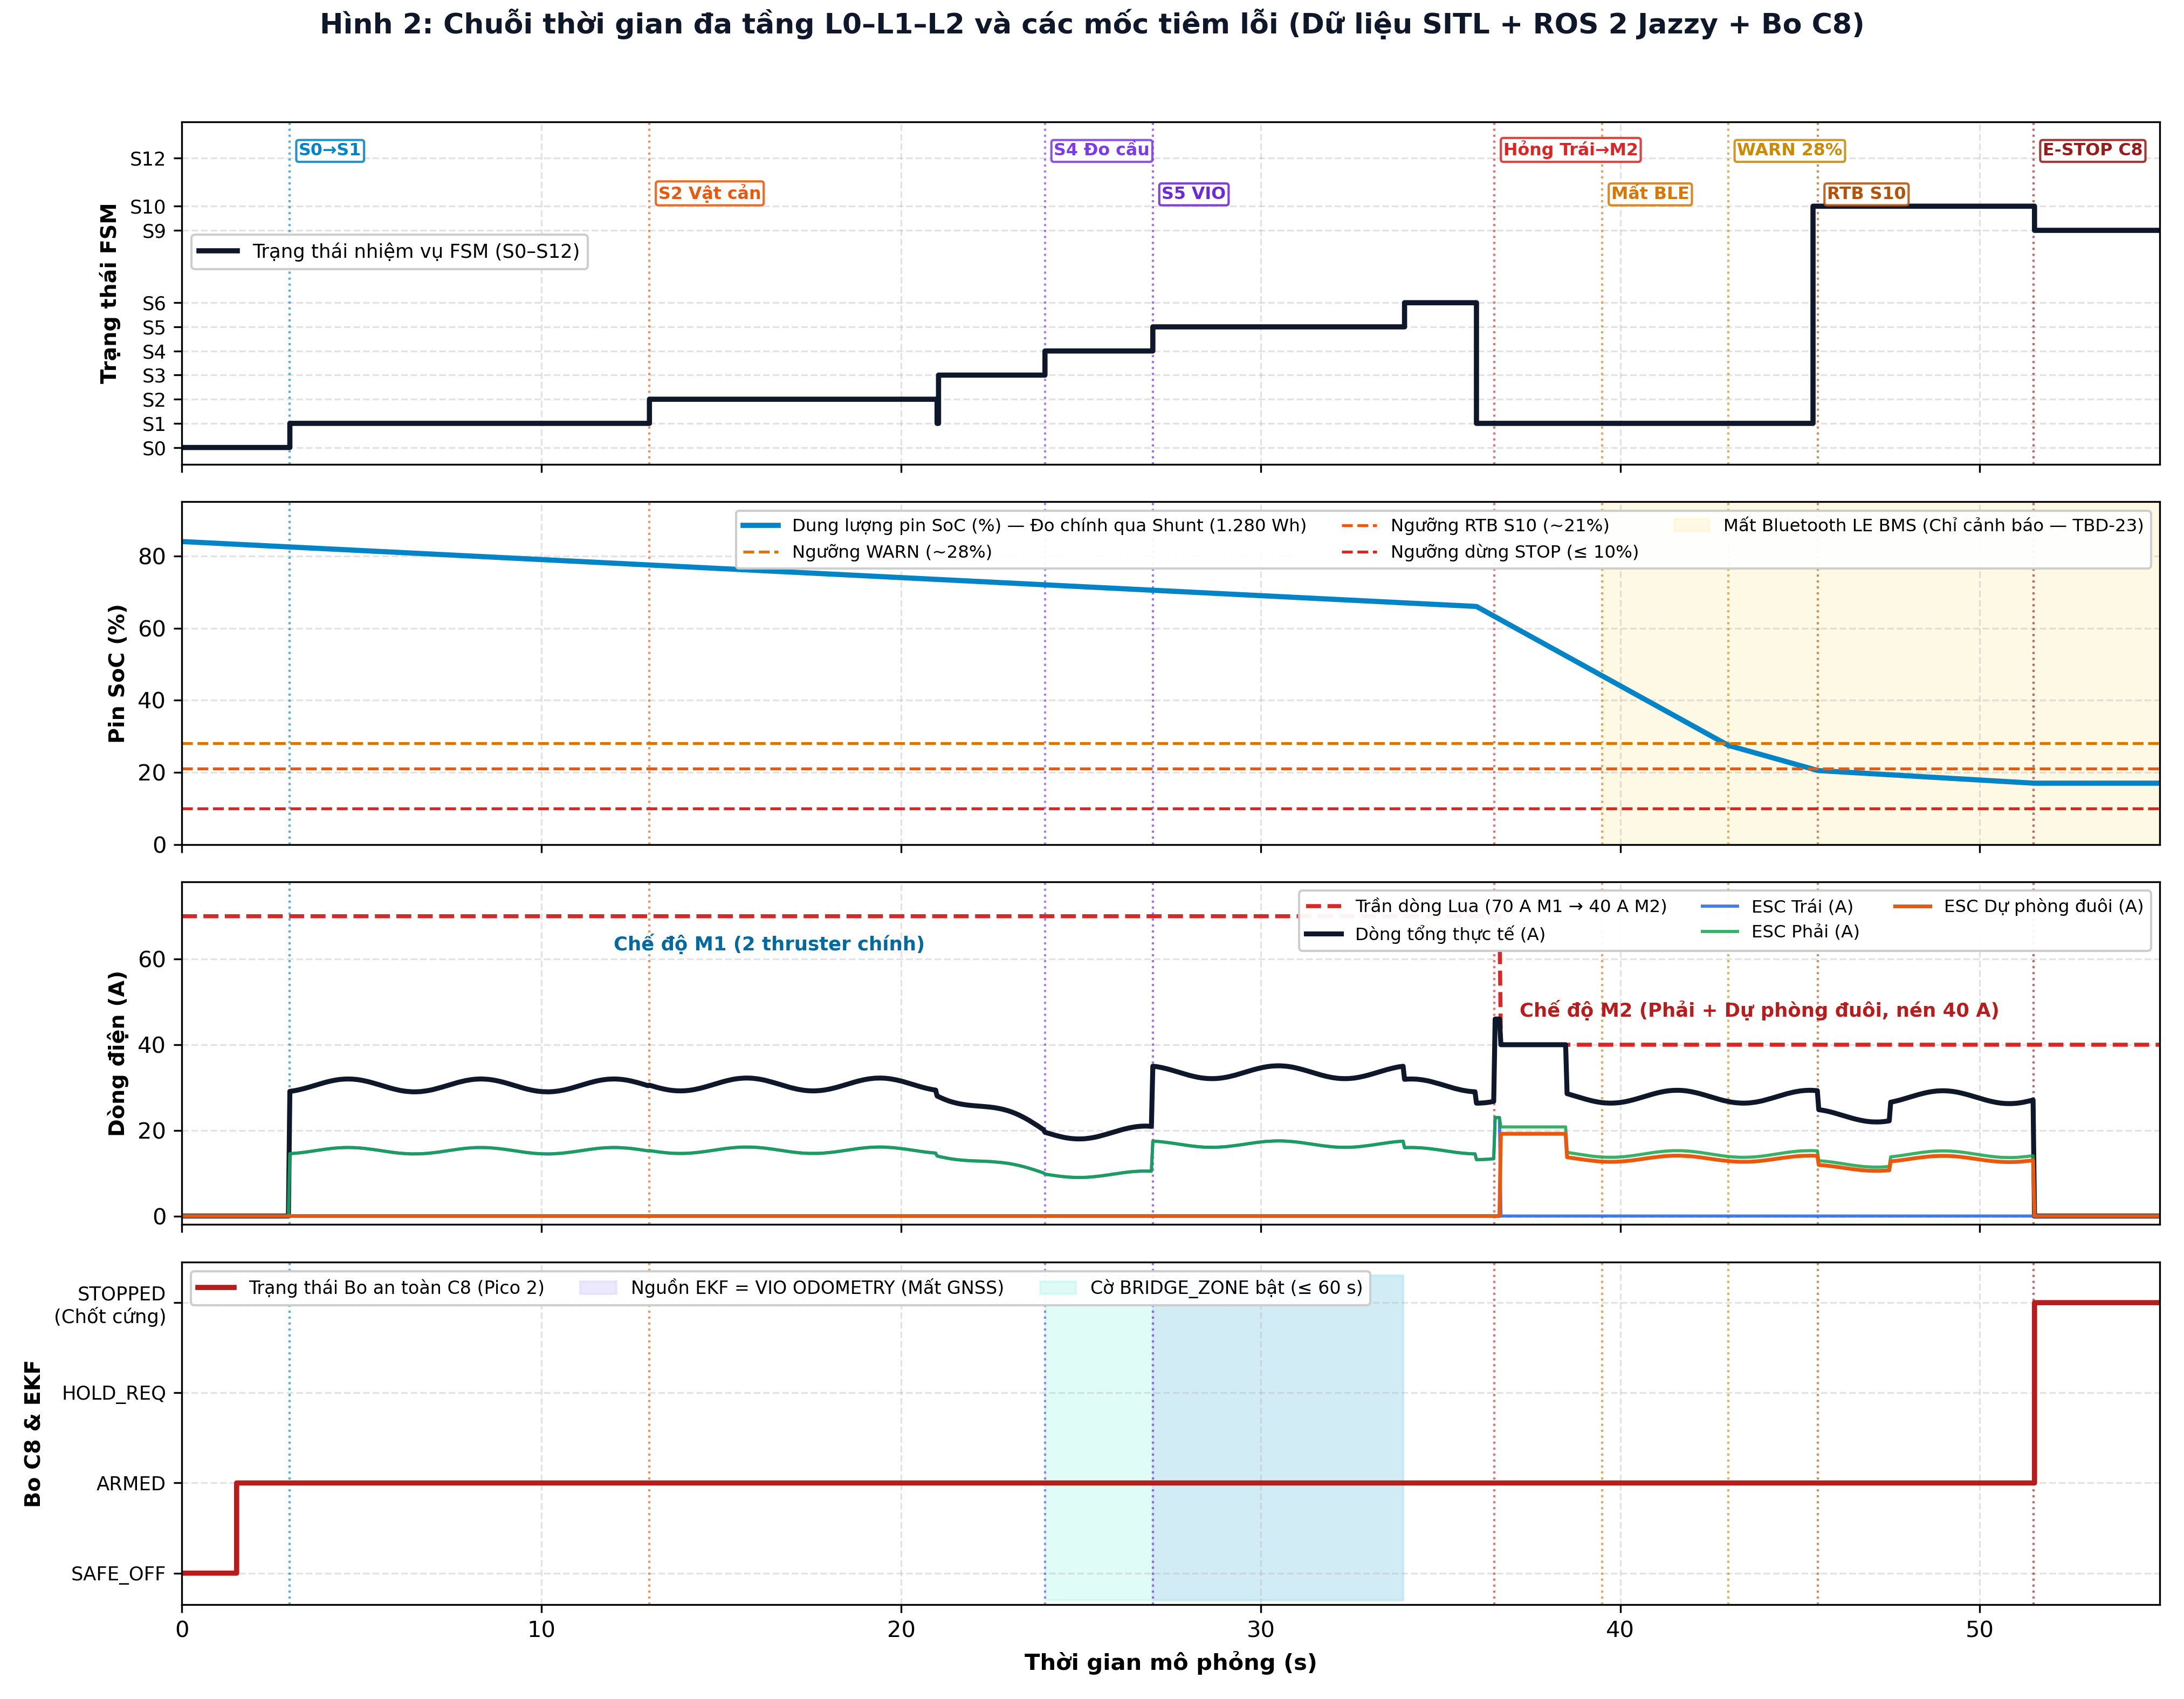 Hình 2: Chuỗi thời gian đa tầng L0–L1–L2 và các mốc tiêm lỗi (Dữ liệu SITL + ROS 2 Jazzy + Bo C8)
Trạng thái FSM
S12
S10
S9
S6
S5
S4
S3
S2
S1
S0
S0→S1
S2 Vật cản
S4 Đo cầu
S5 VIO
Hỏng Trái→M2
Mất BLE
WARN 28%
RTB S10
E-STOP C8
Trạng thái nhiệm vụ FSM (S0–S12)
Pin SoC (%)
80
60
40
20
0
Dung lượng pin SoC (%) — Đo chính qua Shunt (1.280 Wh)
Ngưỡng WARN (~28%)
Ngưỡng RTB S10 (~21%)
Ngưỡng dừng STOP (≤ 10%)
Mất Bluetooth LE BMS (Chỉ cảnh báo — TBD-23)
Dòng điện (A)
60
40
20
0
Trần dòng Lua (70 A M1 → 40 A M2)
Dòng tổng thực tế (A)
ESC Trái (A)
ESC Phải (A)
ESC Dự phòng đuôi (A)
Chế độ M1 (2 thruster chính)
Chế độ M2 (Phải + Dự phòng đuôi, nén 40 A)
Bo C8 & EKF
STOPPED
(Chốt cứng)
HOLD_REQ
ARMED
SAFE_OFF
Trạng thái Bo an toàn C8 (Pico 2)
Nguồn EKF = VIO ODOMETRY (Mất GNSS)
Cờ BRIDGE_ZONE bật (≤ 60 s)
0
10
20
30
40
50
Thời gian mô phỏng (s)